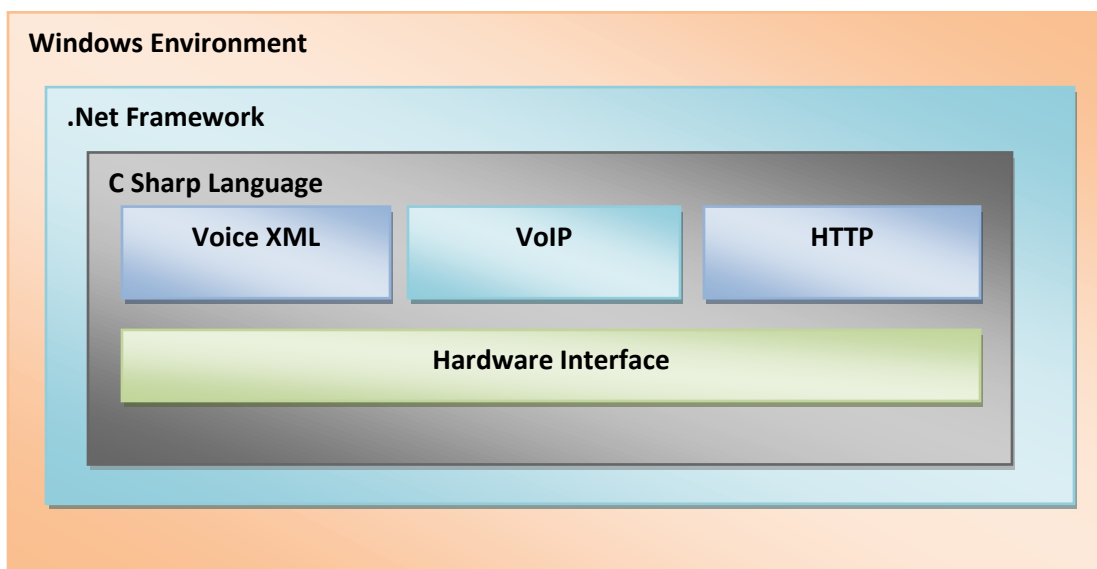 Windows Environment
.Net Framework
C Sharp Language
Voice XML VoIP HTTP
Hardware Interface